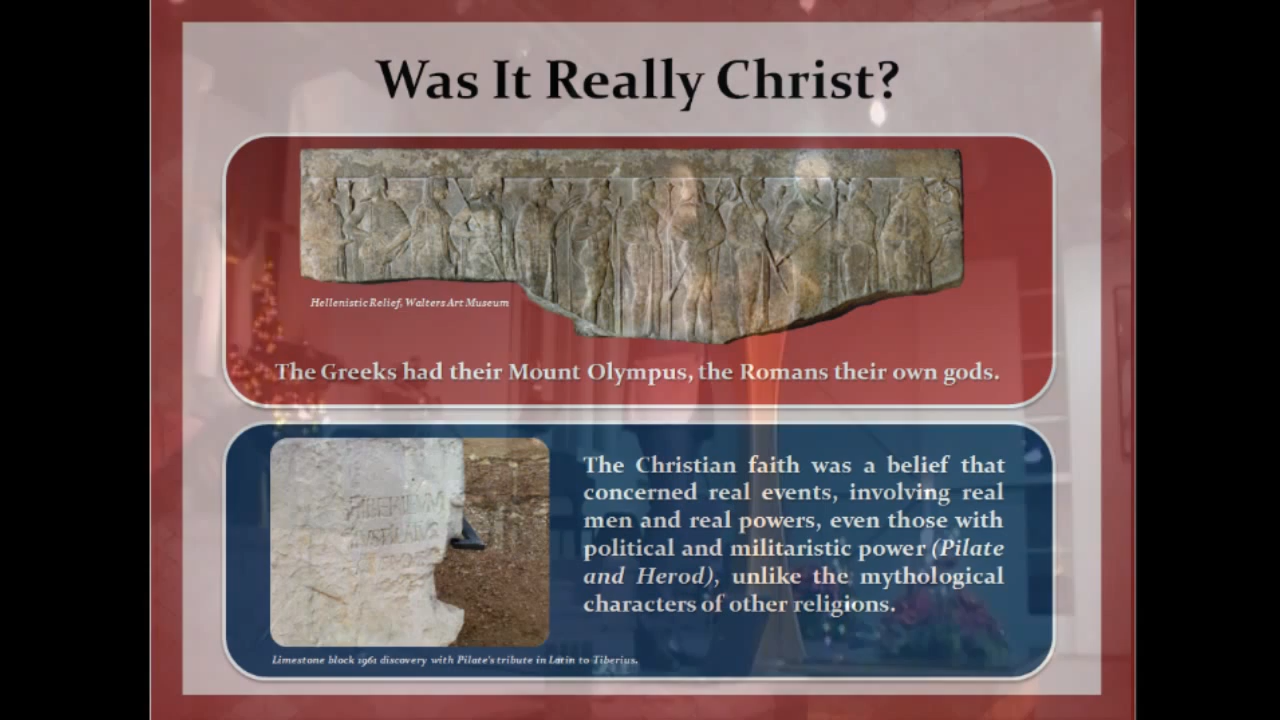 Was It Really Christ?
Hellenistic Relief, Walters Art Museum
The Greeks had their Mount Olympus, the Romans their own gods.
The Christian faith was a belief that
concerned real events, involving real
men and real powers, even those with
political and militaristic power (Pilate
and Herod), unlike the mythological
characters of other religions.
Limestone block 1961 discovery with Pilate's tribute in Latin to Tiberius.